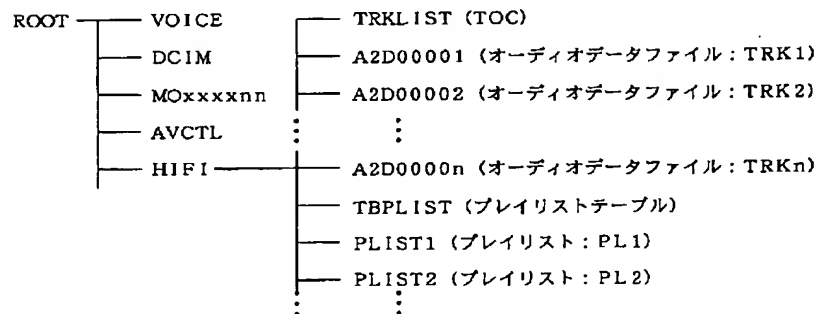 ROOT
VOICE
DCIM
MOxxxxnn
AVCTL
HIFI
TRKLIST (TOC)
A2D00001 (オーディオデータファイル:TRK1)
A2D00002 (オーディオデータファイル:TRK2)
A2D0000n (オーディオデータファイル:TRKn)
TBPLIST (プレイリストテーブル)
PLIST1 (プレイリスト:PL1)
PLIST2 (プレイリスト:PL2)